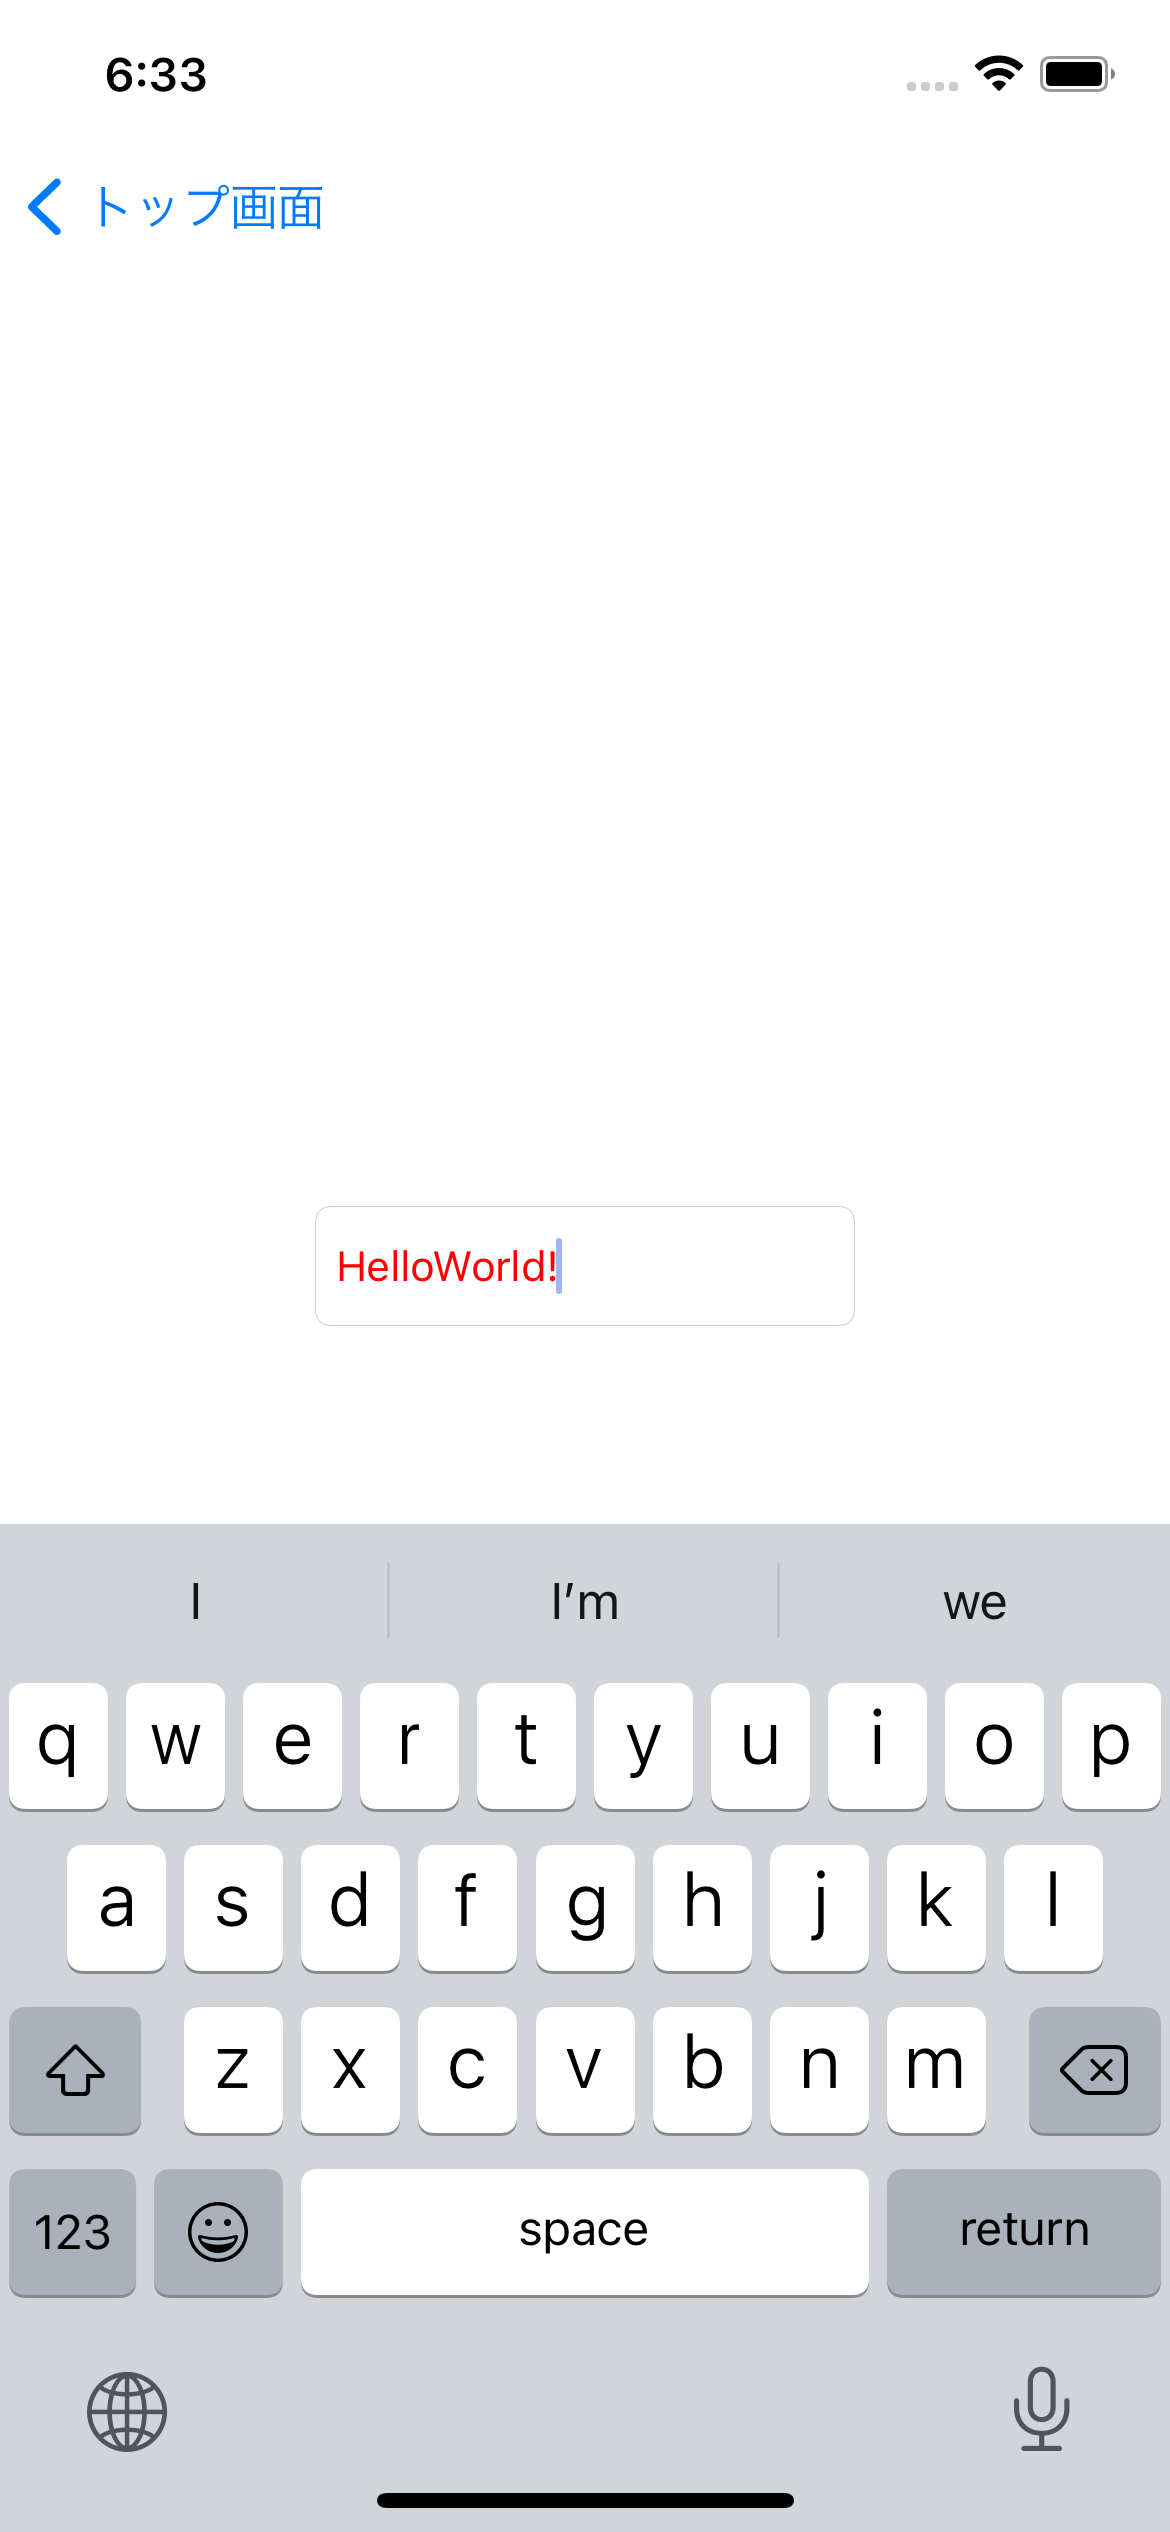 6:33
トップ画面
HelloWorld!
I I’m we
q w e r t y u i o p
a s d f g h j k l
z x c v b n m
123 space return